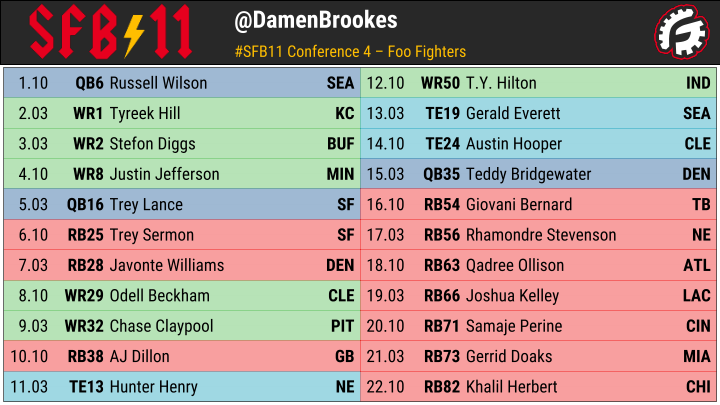 SFB 11
@DamenBrookes
#SFB11 Conference 4 – Foo Fighters
1.10 QB6 Russell Wilson SEA
2.03 WR1 Tyreek Hill KC
3.03 WR2 Stefon Diggs BUF
4.10 WR8 Justin Jefferson MIN
5.03 QB16 Trey Lance SF
6.10 RB25 Trey Sermon SF
7.03 RB28 Javonte Williams DEN
8.10 WR29 Odell Beckham CLE
9.03 WR32 Chase Claypool PIT
10.10 RB38 AJ Dillon GB
11.03 TE13 Hunter Henry NE
12.10 WR50 T.Y. Hilton IND
13.03 TE19 Gerald Everett SEA
14.10 TE24 Austin Hooper CLE
15.03 QB35 Teddy Bridgewater DEN
16.10 RB54 Giovani Bernard TB
17.03 RB56 Rhamondre Stevenson NE
18.10 RB63 Qadree Ollison ATL
19.03 RB66 Joshua Kelley LAC
20.10 RB71 Samaje Perine CIN
21.03 RB73 Gerrid Doaks MIA
22.10 RB82 Khalil Herbert CHI